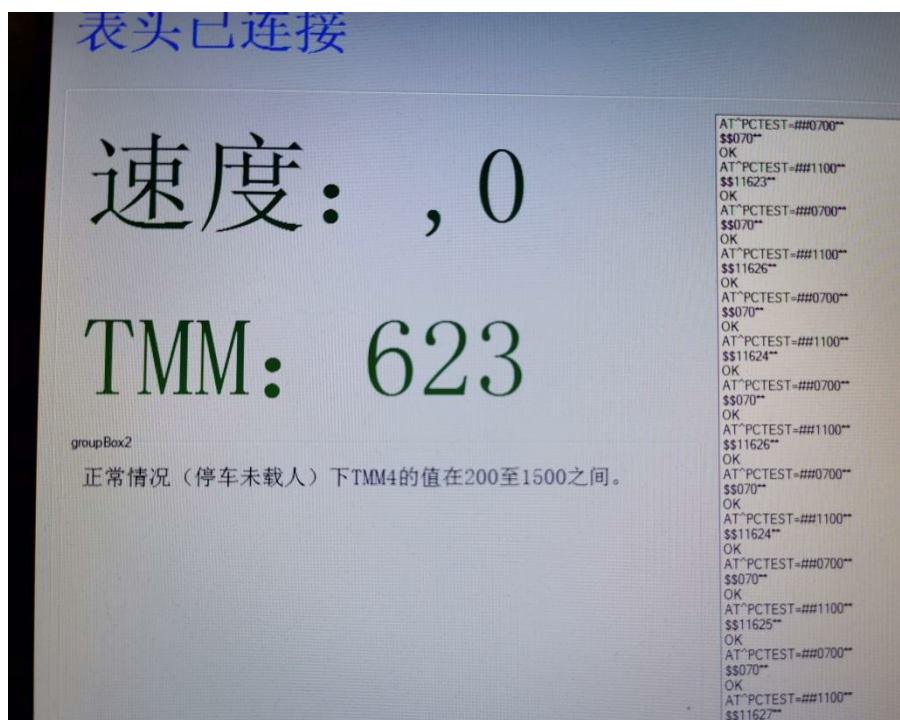 表头已连接
速度：,0
TMM：623
groupBox2
正常情况（停车未载人）下TMM4的值在200至1500之间。
AT^PCTEST=##0700**
$$070**
OK
AT^PCTEST=##1100**
$$11623**
OK
AT^PCTEST=##0700**
$$070**
OK
AT^PCTEST=##1100**
$$11626**
OK
AT^PCTEST=##0700**
$$070**
OK
AT^PCTEST=##1100**
$$11624**
OK
AT^PCTEST=##0700**
$$070**
OK
AT^PCTEST=##1100**
$$11626**
OK
AT^PCTEST=##0700**
$$070**
OK
AT^PCTEST=##1100**
$$11624**
OK
AT^PCTEST=##0700**
$$070**
OK
AT^PCTEST=##1100**
$$11625**
OK
AT^PCTEST=##0700**
$$070**
OK
AT^PCTEST=##1100**
$$11627**